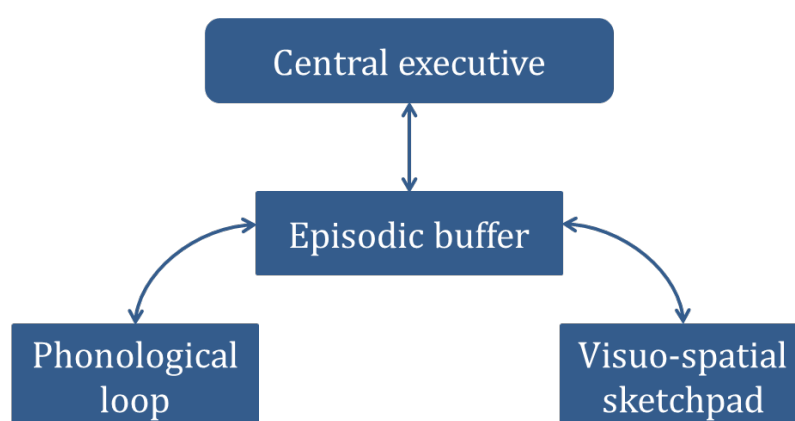 Central executive
Episodic buffer
Phonological
loop
Visuo-spatial
sketchpad